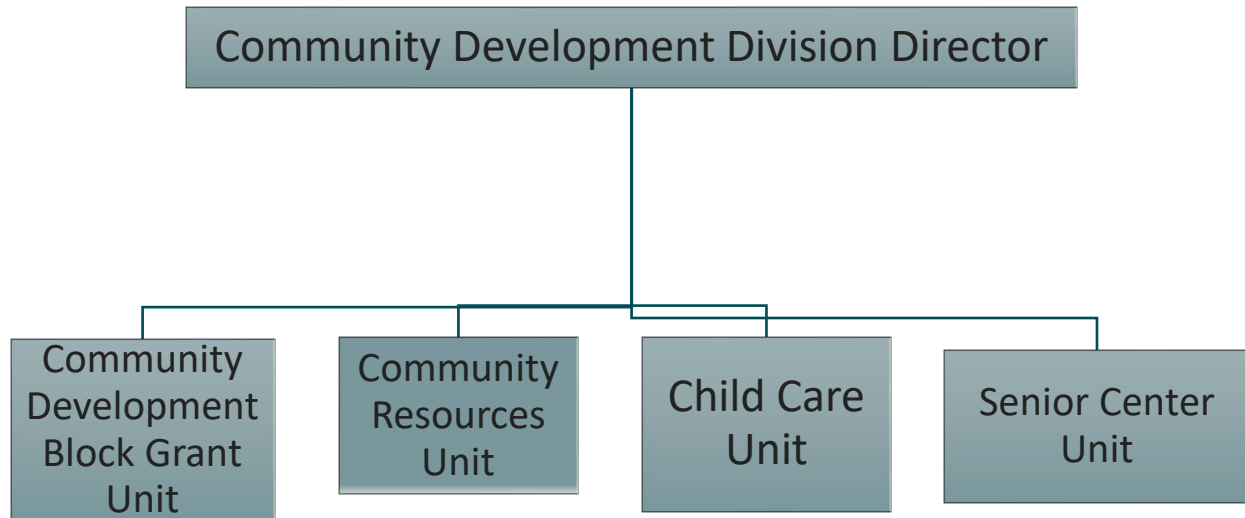 Community Development Division Director
Community
Development
Block Grant
Unit
Community
Resources
Unit
Child Care
Unit
Senior Center
Unit